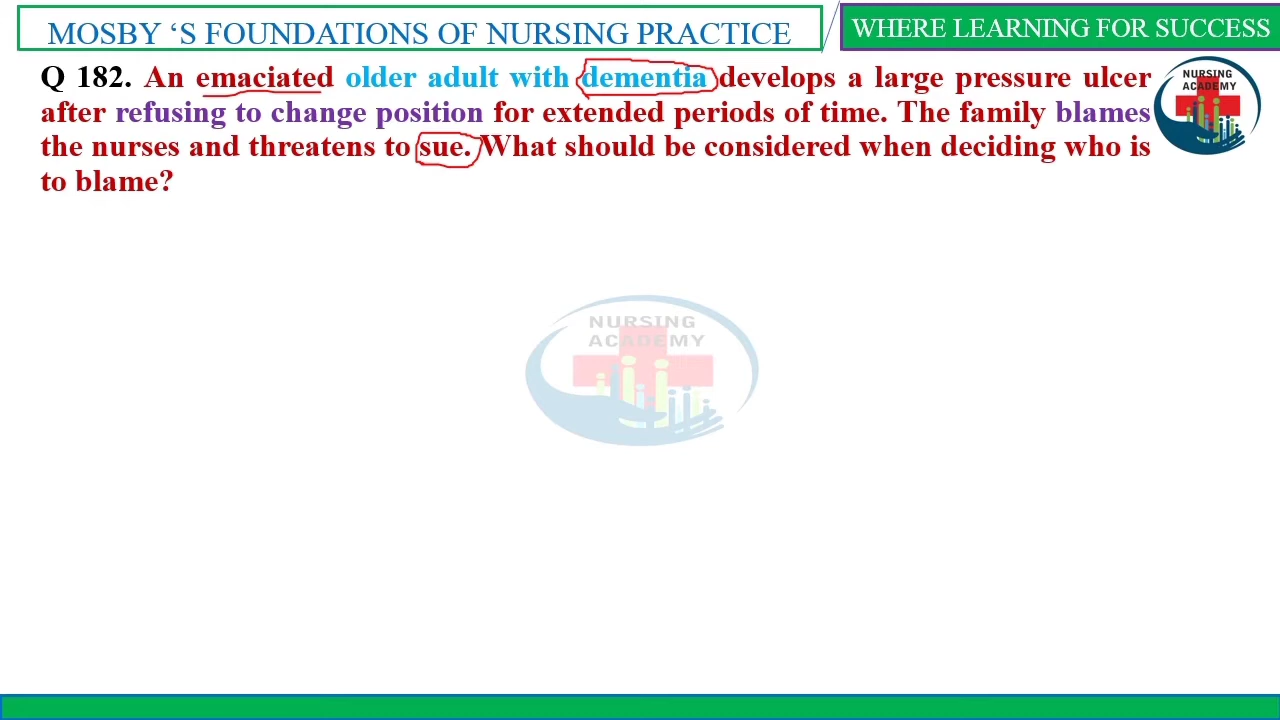 MOSBY ‘S FOUNDATIONS OF NURSING PRACTICE
WHERE LEARNING FOR SUCCESS
Q 182. An emaciated older adult with dementia develops a large pressure ulcer
after refusing to change position for extended periods of time. The family blames
the nurses and threatens to sue. What should be considered when deciding who is
to blame?
NURSING
ACADEMY
NURSING
ACADEMY